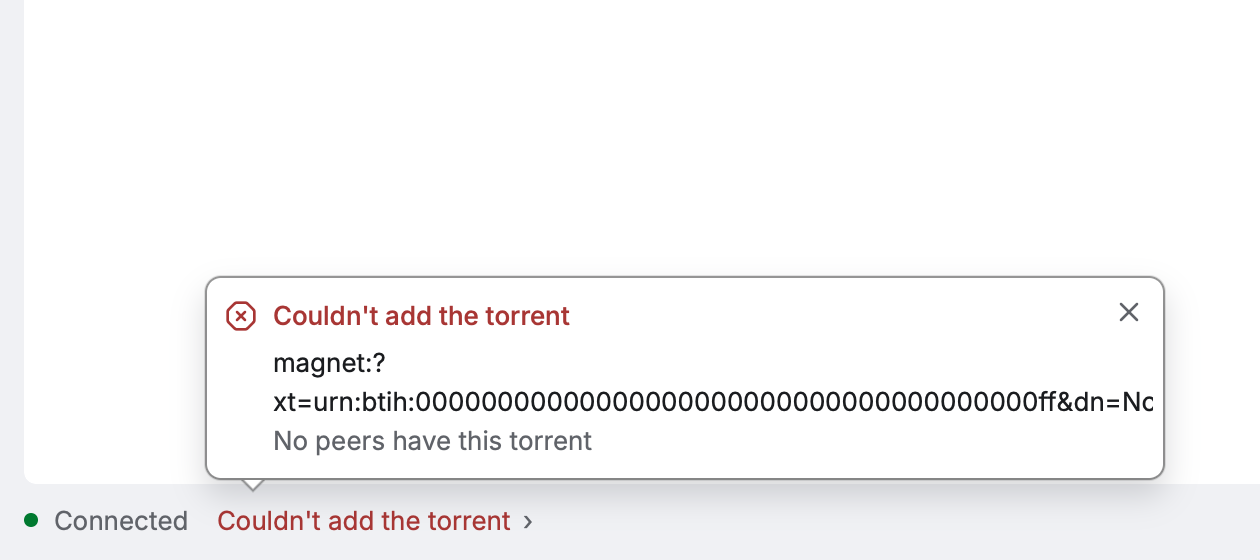 Couldn't add the torrent
magnet:?
xt=urn:btih:00000000000000000000000000000000000000ff&dn=No
No peers have this torrent
Connected
Couldn't add the torrent ›